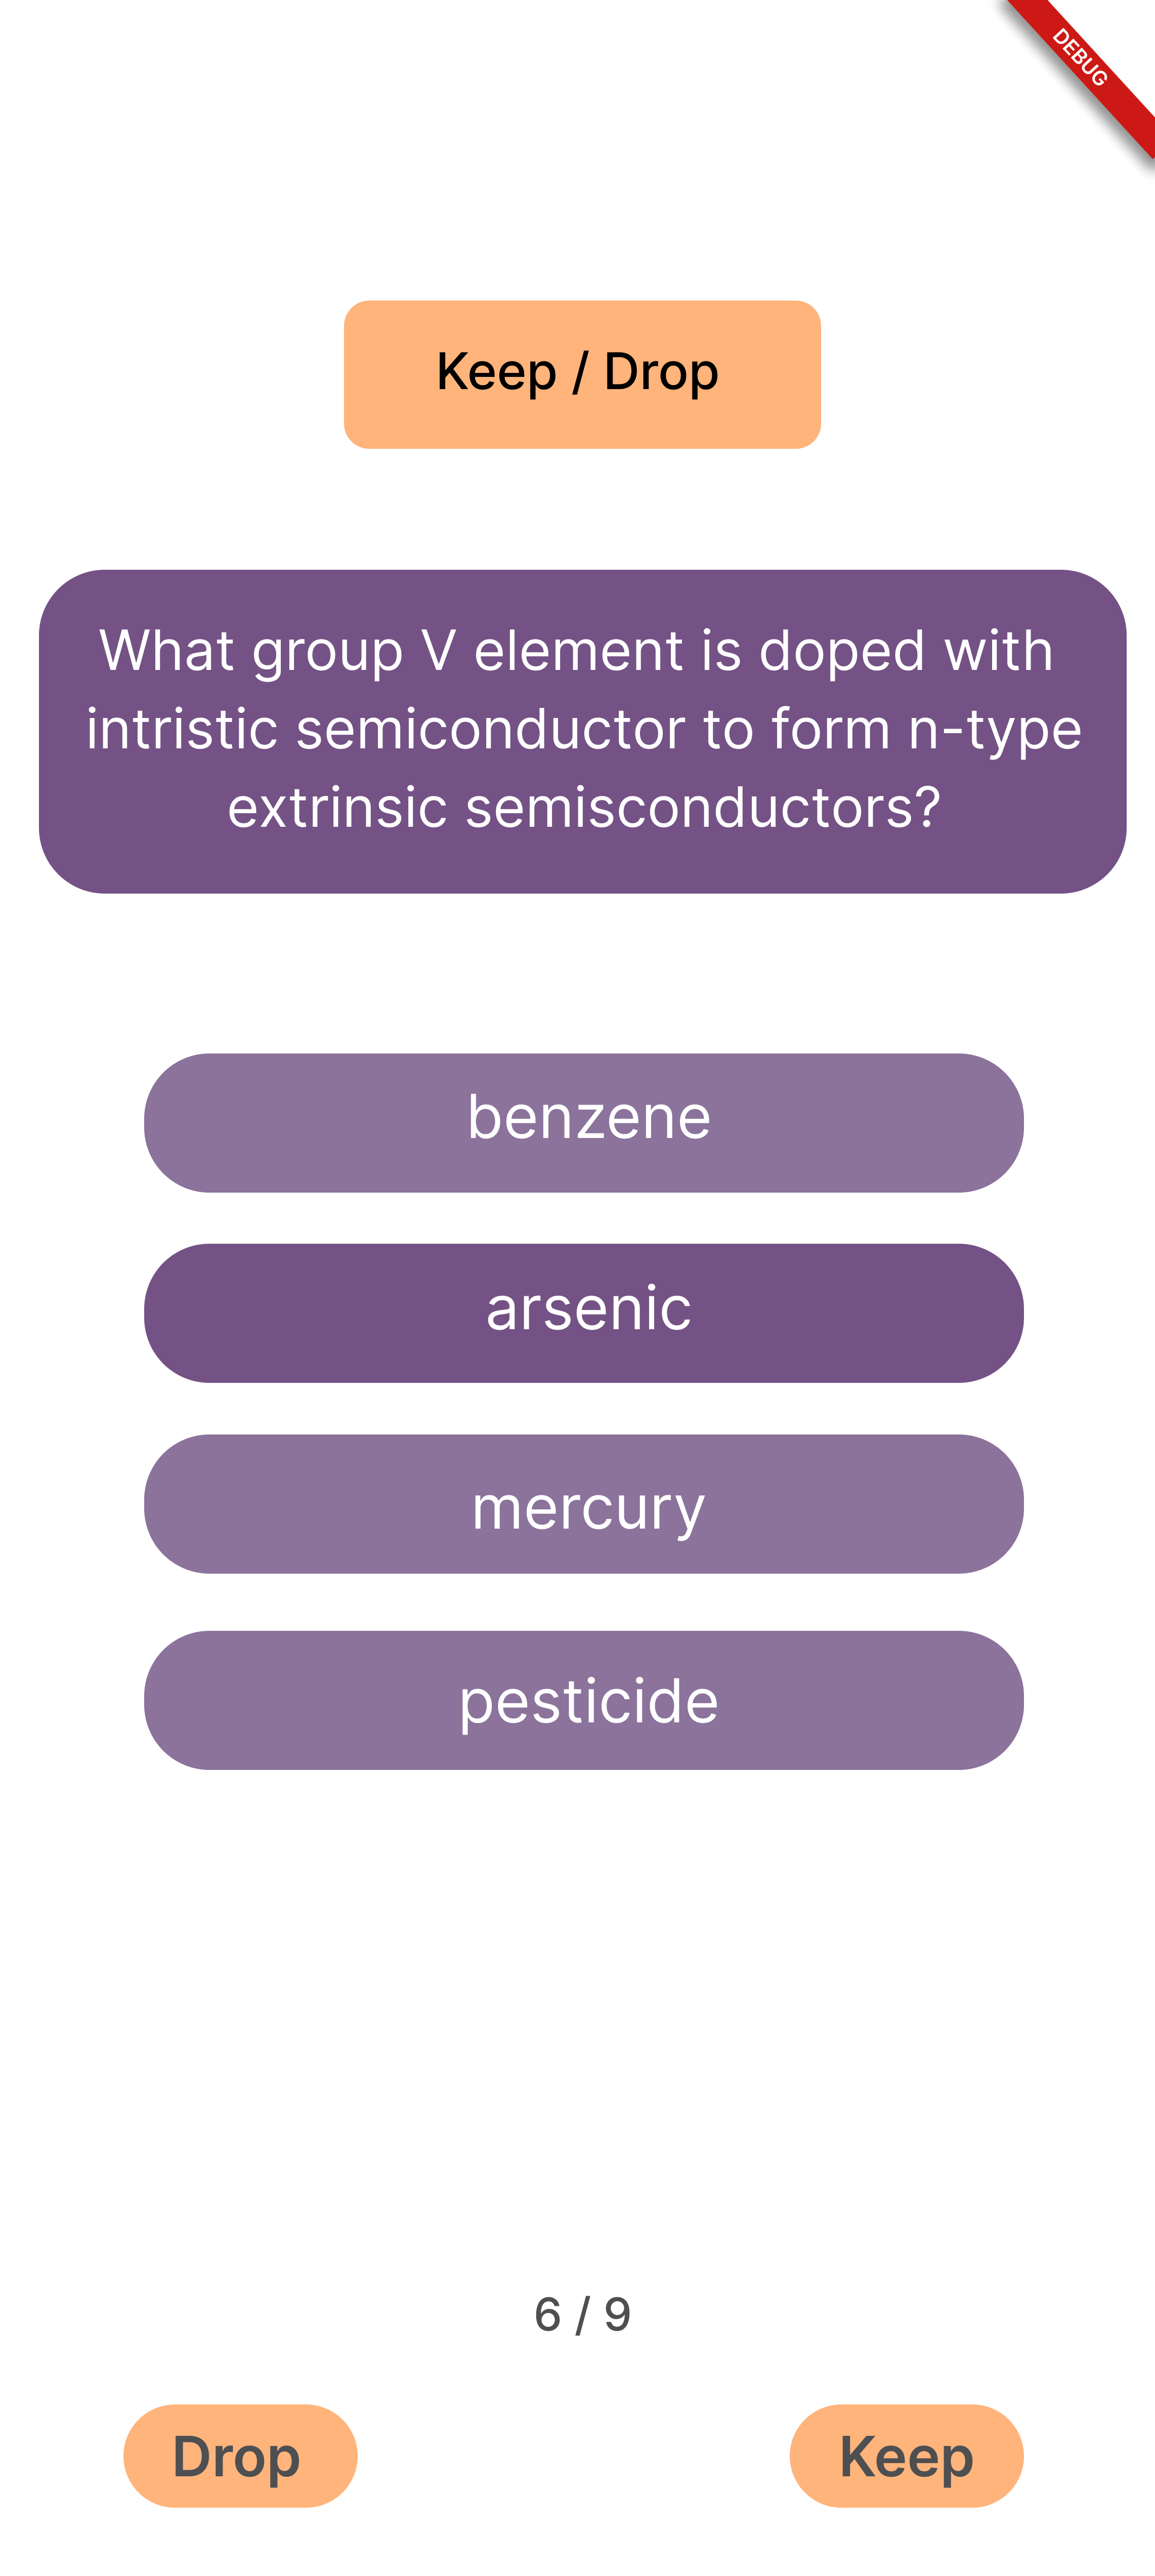 DEBUG
Keep / Drop
What group V element is doped with
intristic semiconductor to form n-type
extrinsic semisconductors?
benzene
arsenic
mercury
pesticide
6 / 9
Drop
Keep